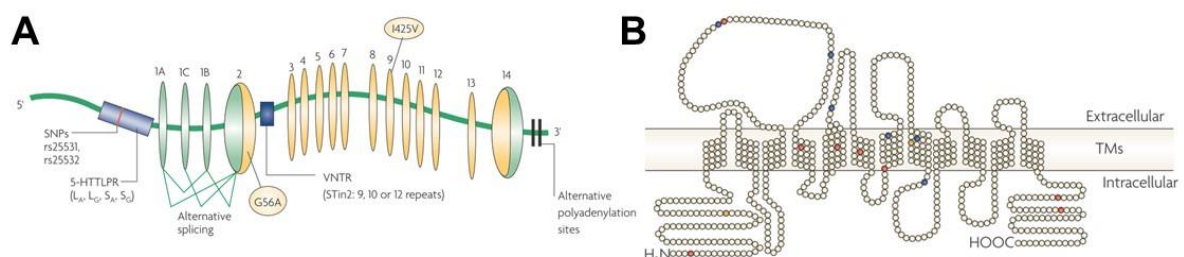 A
1A
1C
1B
2
3
4
5
6
7
8
9
10
11
12
13
14
I425V
5'
3'
SNPs
rs25531,
rs25532
5-HTTLPR
(LA, LG, SA, SG)
Alternative
splicing
G56A
VNTR
(STin2: 9, 10 or 12 repeats)
Alternative
polyadenylation
sites
B
Extracellular
TMs
Intracellular
H2N
HOOC